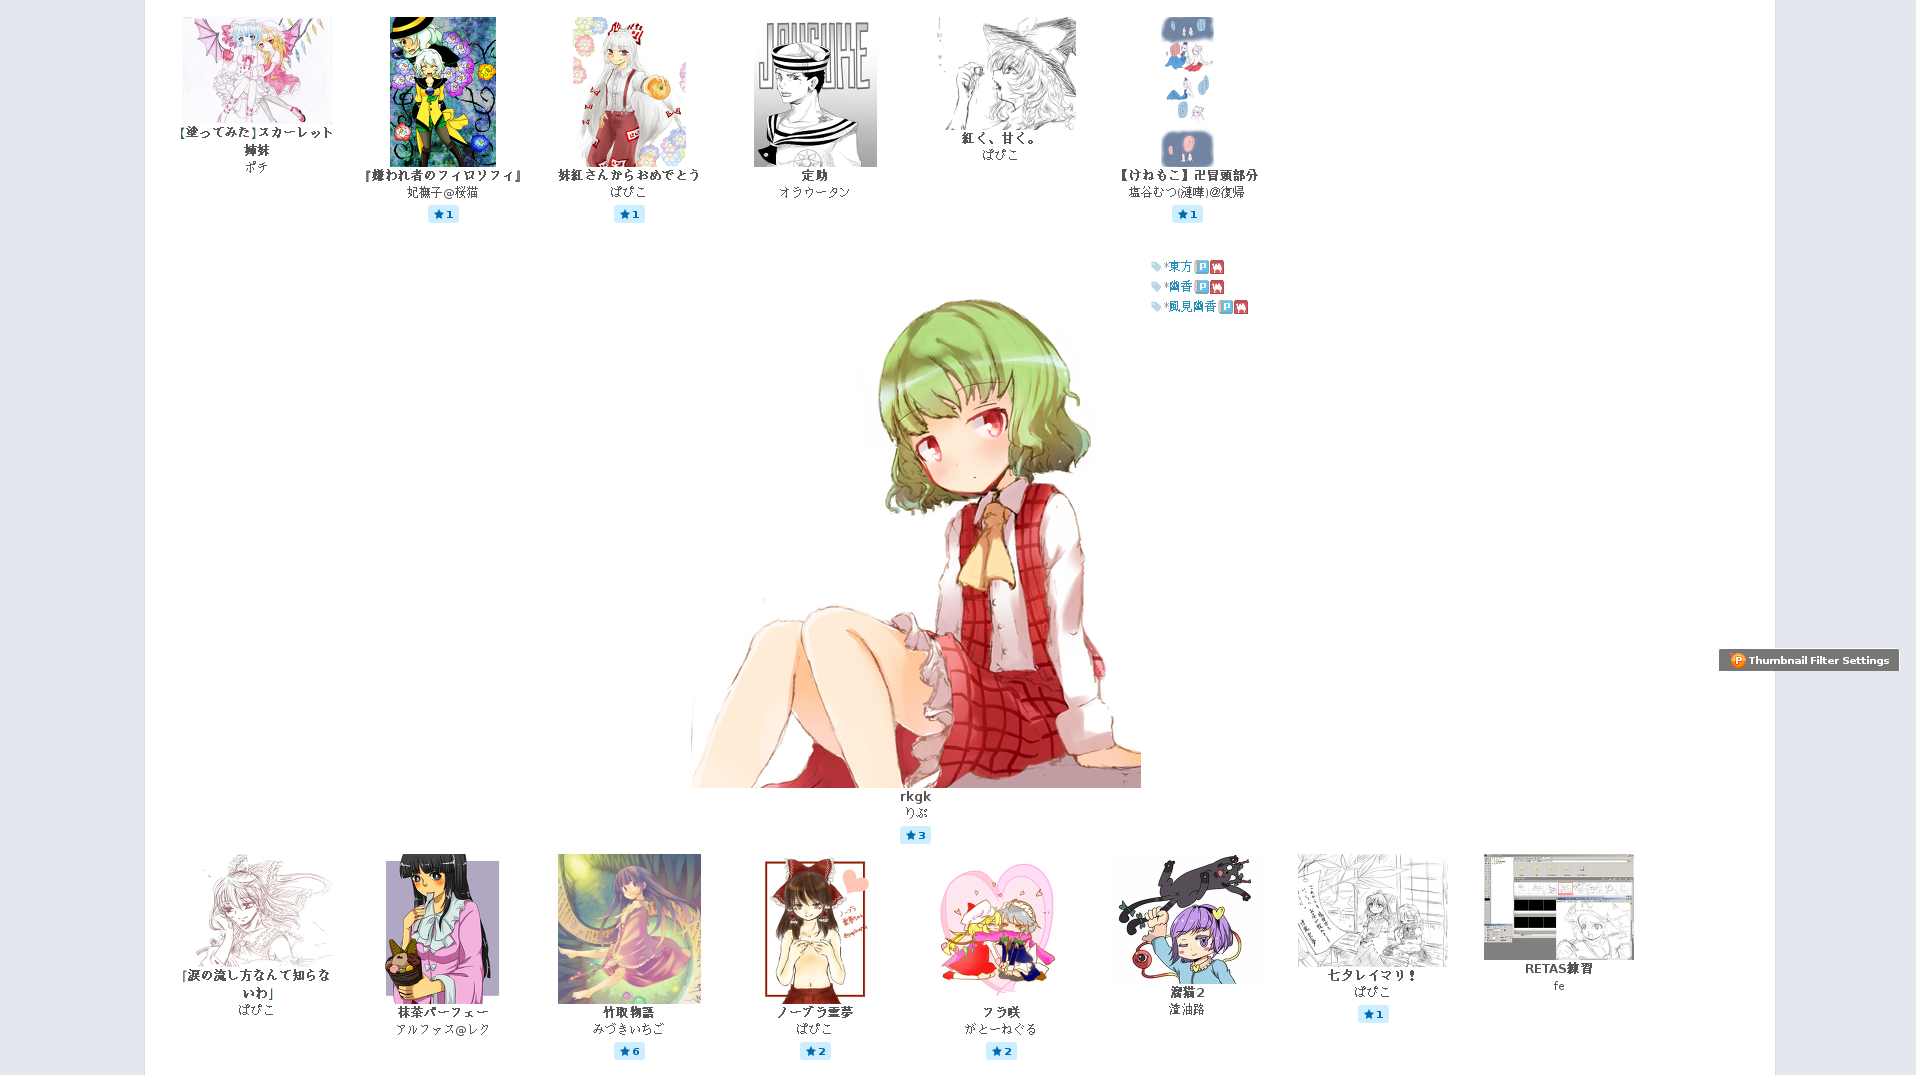 JOSUKE
【塗ってみた】スカーレット
姉妹
ポチ
『嫌われ者のフィロソフィ』
妃撫子@桜猫
★1
妹紅さんからおめでとう
ぱぴこ
★1
定助
オラウータン
紅く、甘く。
ぱぴこ
【けねもこ】卍冒頭部分
塩谷むつ(漣嘩)@復帰
★1
*東方
*幽香
*風見幽香
Thumbnail Filter Settings
rkgk
りぷ
★3
「涙の流し方なんて知らな
いわ」
ぱぴこ
抹茶パーフェー
アルファス@レク
竹取物語
みづきいちご
★6
ノーブラ霊夢
ぱぴこ
★2
フラ咲
がとーねぐる
★2
溜猫2
渣油路
七夕レイマリ!
ぱぴこ
★1
RETAS練習
fe